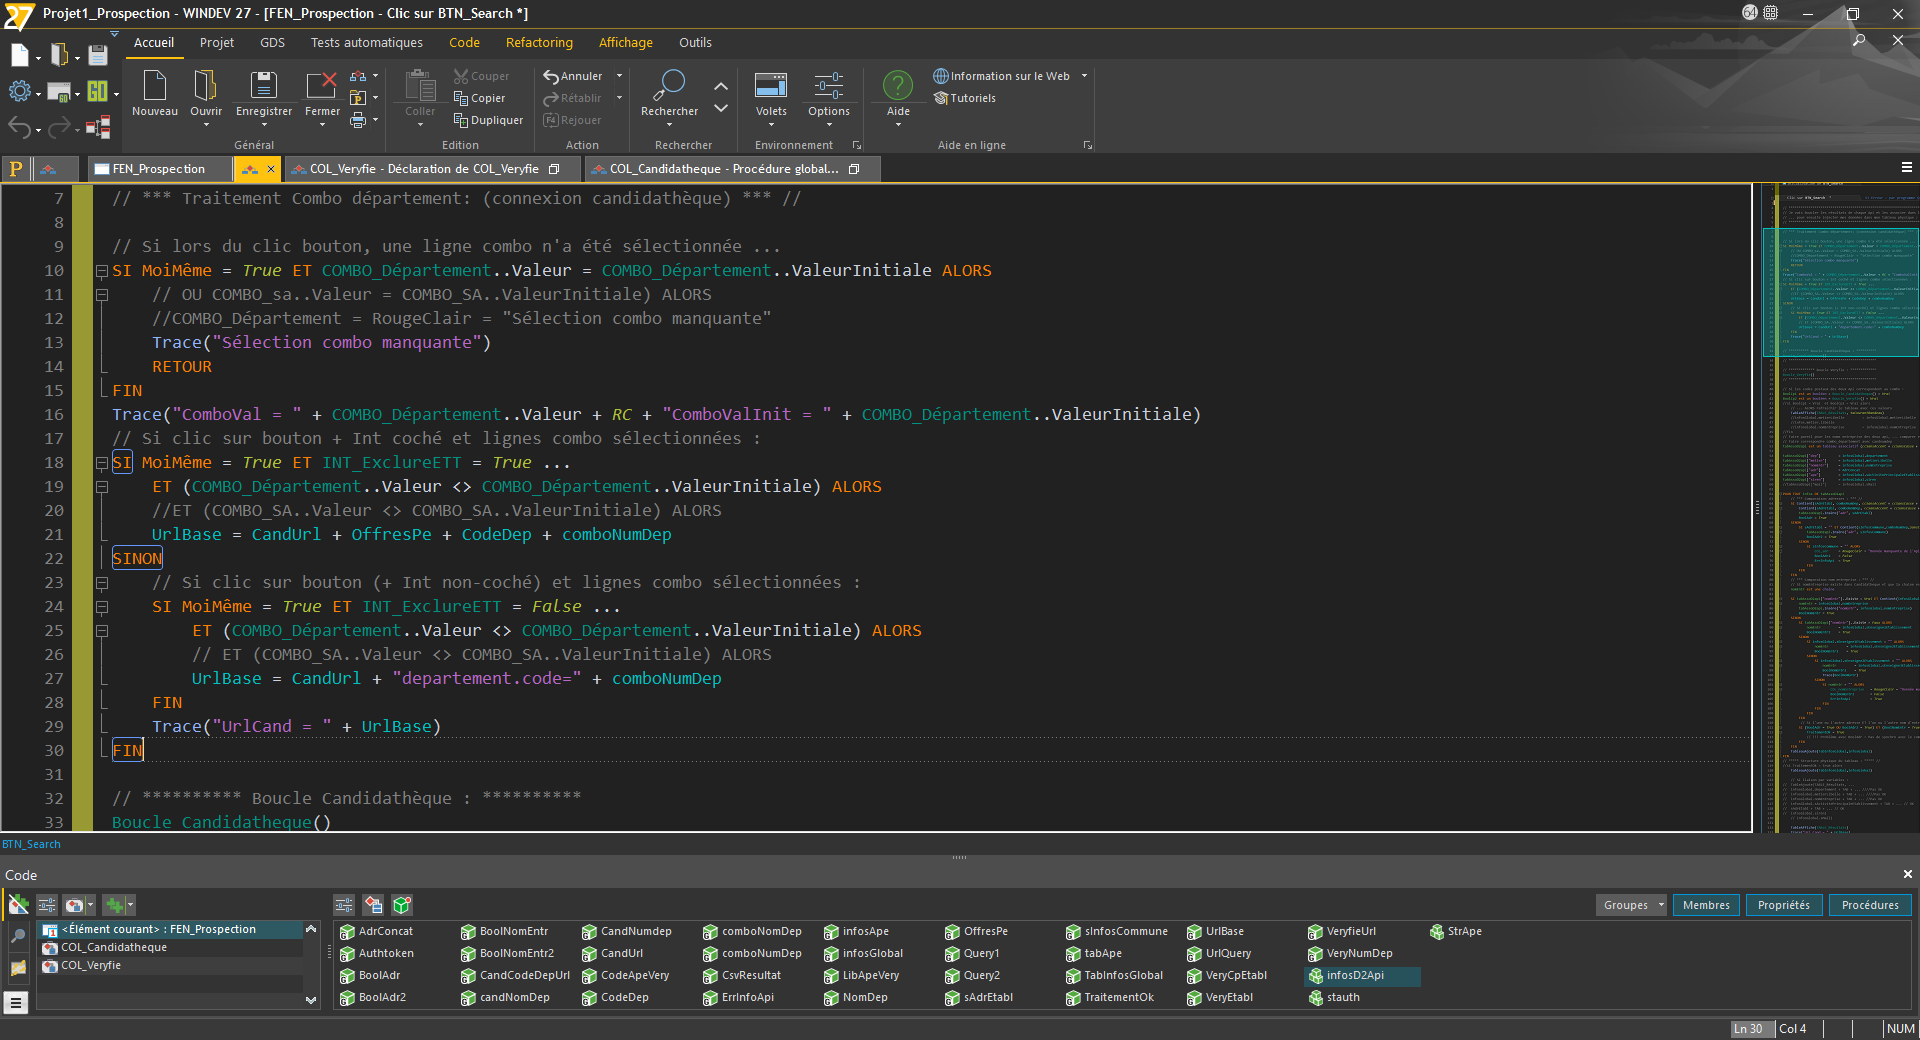 27 Projet1_Prospection - WINDEV 27 - [FEN_Prospection - Clic sur BTN_Search *]
64
Accueil Projet GDS Tests automatiques Code Refactoring Affichage Outils
GO
GO
Nouveau Ouvrir Enregistrer Fermer
Coller Couper
Copier
Dupliquer
Annuler
Rétablir
F4 Rejouer
Rechercher
Volets Options
Aide
Information sur le Web
Tutoriels
Général Edition Action Rechercher Environnement Aide en ligne
P FEN_Prospection COL_Veryfie - Déclaration de COL_Veryfie COL_Candidatheque - Procédure global...
7 // *** Traitement Combo département: (connexion candidathèque) *** //
8
9 // Si lors du clic bouton, une ligne combo n'a été sélectionnée ...
10 SI MoiMême = True ET COMBO_Département..Valeur = COMBO_Département..ValeurInitiale ALORS
11 // OU COMBO_sa..Valeur = COMBO_SA..ValeurInitiale) ALORS
12 //COMBO_Département = RougeClair = "Sélection combo manquante"
13 Trace("Sélection combo manquante")
14 RETOUR
15 FIN
16 Trace("ComboVal = " + COMBO_Département..Valeur + RC + "ComboValInit = " + COMBO_Département..ValeurInitiale)
17 // Si clic sur bouton + Int coché et lignes combo sélectionnées :
18 SI MoiMême = True ET INT_ExclureETT = True ...
19 ET (COMBO_Département..Valeur <> COMBO_Département..ValeurInitiale) ALORS
20 //ET (COMBO_SA..Valeur <> COMBO_SA..ValeurInitiale) ALORS
21 UrlBase = CandUrl + OffresPe + CodeDep + comboNumDep
22 SINON
23 // Si clic sur bouton (+ Int non-coché) et lignes combo sélectionnées :
24 SI MoiMême = True ET INT_ExclureETT = False ...
25 ET (COMBO_Département..Valeur <> COMBO_Département..ValeurInitiale) ALORS
26 // ET (COMBO_SA..Valeur <> COMBO_SA..ValeurInitiale) ALORS
27 UrlBase = CandUrl + "departement.code=" + comboNumDep
28 FIN
29 Trace("UrlCand = " + UrlBase)
30 FIN
31
32 // ********** Boucle Candidathèque : **********
33 Boucle_Candidatheque()
BTN_Search
Code
Groupes Membres Propriétés Procédures
<Élément courant> : FEN_Prospection
COL_Candidatheque
COL_Veryfie
AdrConcat BoolNomEntr CandNumdep comboNomDep infosApe OffresPe sInfosCommune UrlBase VeryfieUrl StrApe
Authtoken BoolNomEntr2 CandUrl comboNumDep infosGlobal Query1 tabApe UrlQuery VeryNumDep
BoolAdr CandCodeDepUrl CodeApeVery CsvResultat LibApeVery Query2 TabInfosGlobal VeryCpEtabl infosD2Api
BoolAdr2 candNomDep CodeDep ErrInfoApi NomDep sAdrEtabl TraitementOk VeryEtabl stauth
Ln 30 Col 4 NUM